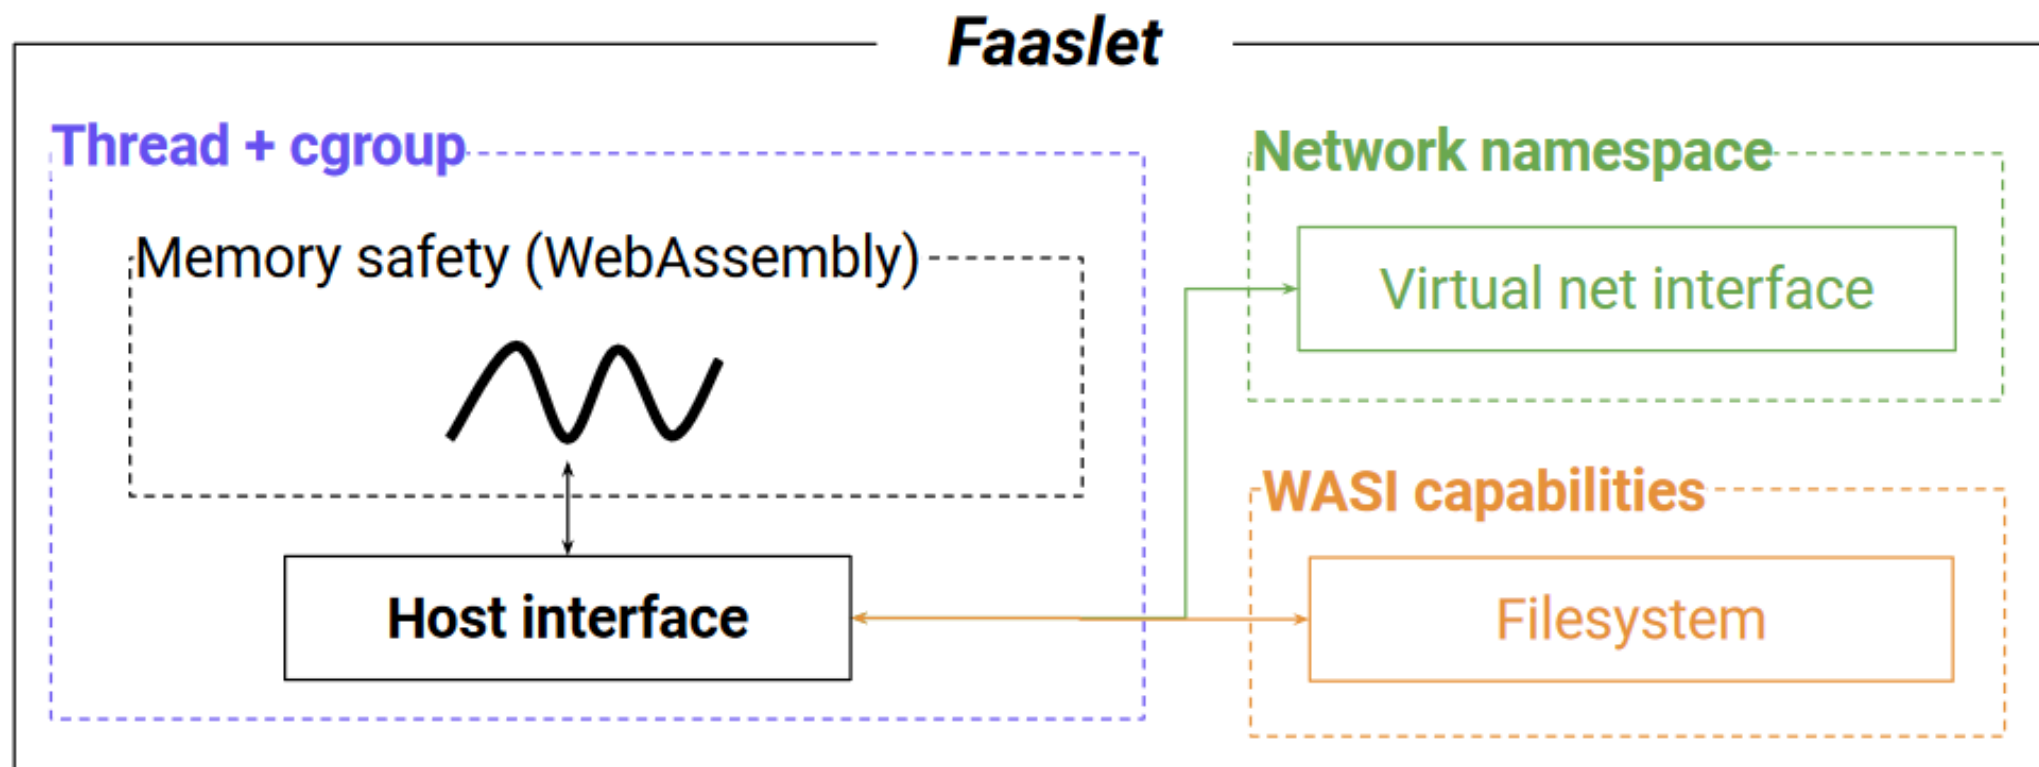 Faaslet
Thread + cgroup
Memory safety (WebAssembly)
Host interface
Network namespace
Virtual net interface
WASI capabilities
Filesystem